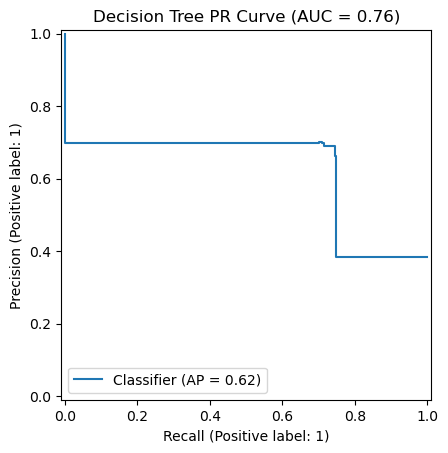 Decision Tree PR Curve (AUC = 0.76)
1.0
0.8
0.6
0.4
0.2
0.0
Precision (Positive label: 1)
Classifier (AP = 0.62)
0.0 0.2 0.4 0.6 0.8 1.0
Recall (Positive label: 1)